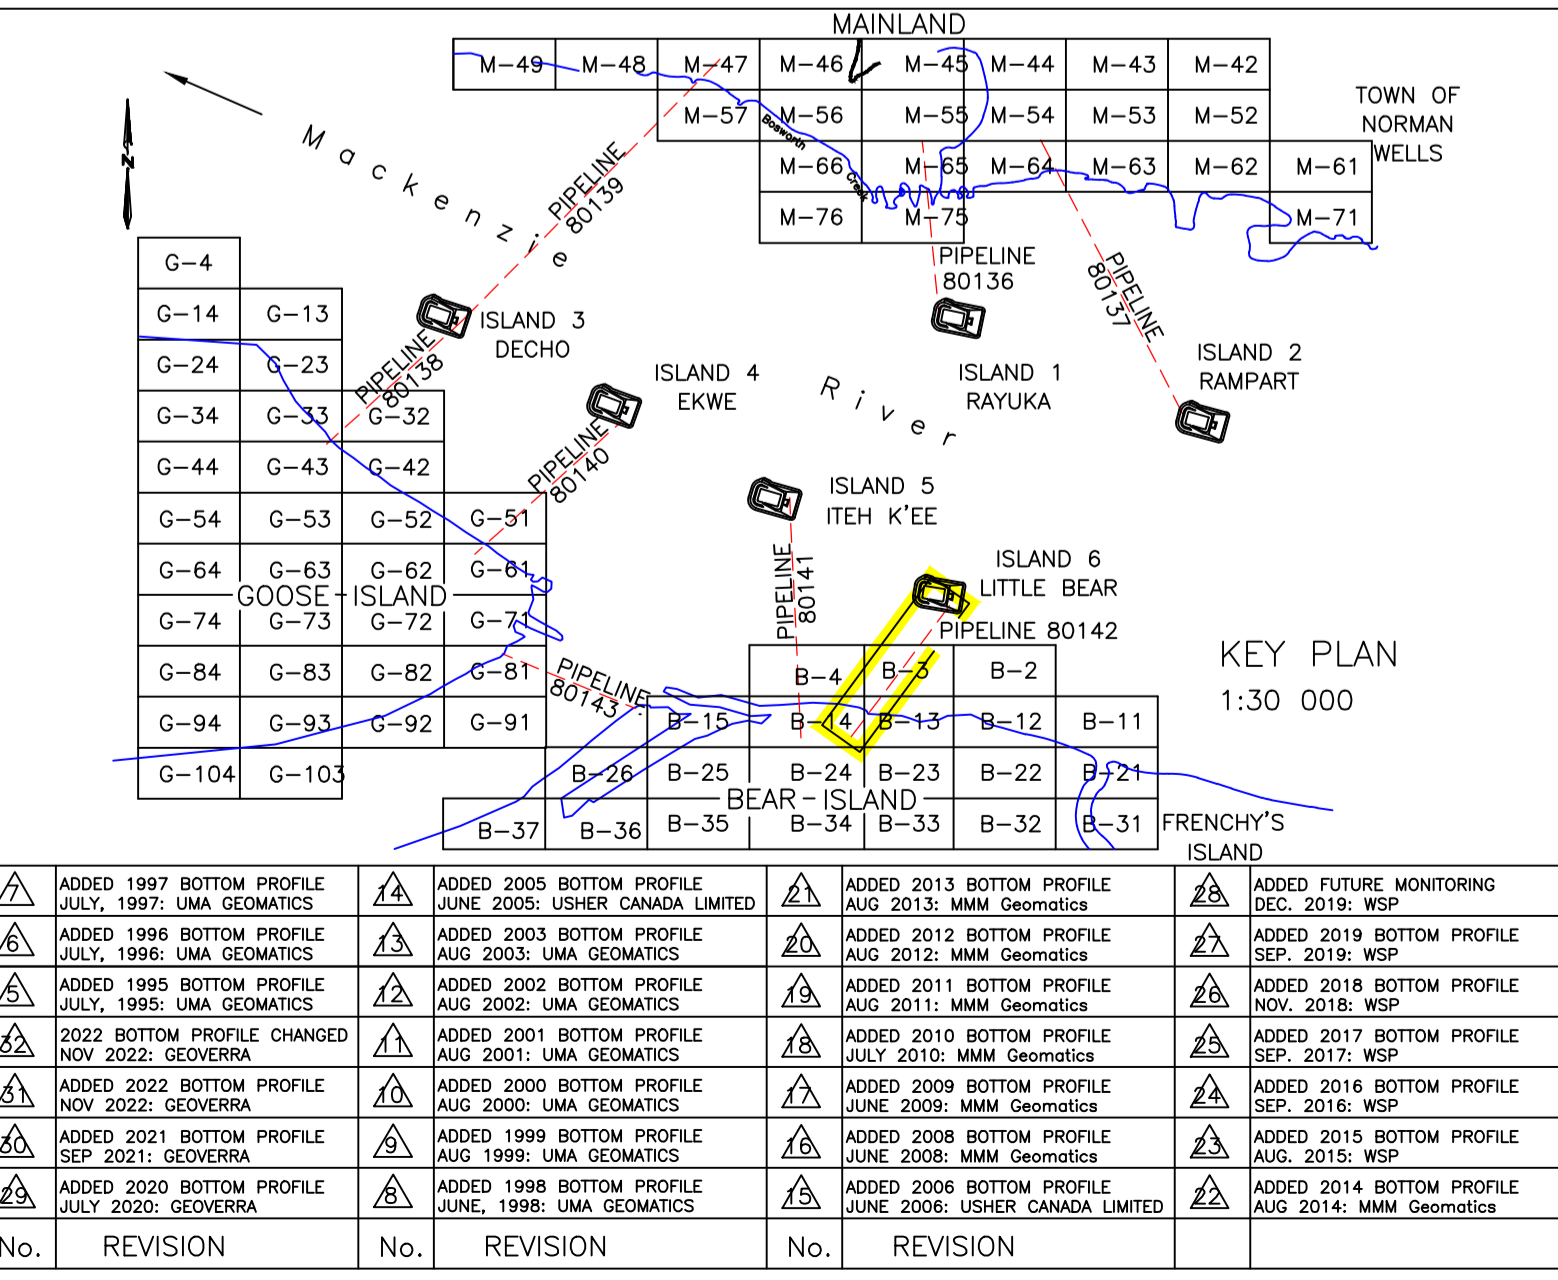 MAINLAND
M-49 M-48 M-47 M-46 M-45 M-44 M-43 M-42
M-57 M-56 M-55 M-54 M-53 M-52
M-66 M-65 M-64 M-63 M-62 M-61
M-76 M-75 M-71
TOWN OF
NORMAN
WELLS
Bosworth
Creek
Mackenzie
River
N
PIPELINE
80139
PIPELINE
80136
PIPELINE
80137
PIPELINE
80138
PIPELINE
80140
PIPELINE
80141
PIPELINE 80142
PIPELINE
80143
ISLAND 3
DECHO
ISLAND 4
EKWE
ISLAND 1
RAYUKA
ISLAND 2
RAMPART
ISLAND 5
ITEH K'EE
ISLAND 6
LITTLE BEAR
G-4
G-14 G-13
G-24 G-23
G-34 G-33 G-32
G-44 G-43 G-42
G-54 G-53 G-52 G-51
G-64 G-63 G-62 G-61
GOOSE ISLAND
G-74 G-73 G-72 G-71
G-84 G-83 G-82 G-81
G-94 G-93 G-92 G-91
G-104 G-103
B-4 B-3 B-2
B-15 B-14 B-13 B-12 B-11
B-26 B-25 B-24 B-23 B-22 B-21
BEAR-ISLAND
B-37 B-36 B-35 B-34 B-33 B-32 B-31
FRENCHY'S
ISLAND
KEY PLAN
1:30 000
7 ADDED 1997 BOTTOM PROFILE
JULY, 1997: UMA GEOMATICS
14 ADDED 2005 BOTTOM PROFILE
JUNE 2005: USHER CANADA LIMITED
21 ADDED 2013 BOTTOM PROFILE
AUG 2013: MMM Geomatics
28 ADDED FUTURE MONITORING
DEC. 2019: WSP
6 ADDED 1996 BOTTOM PROFILE
JULY, 1996: UMA GEOMATICS
13 ADDED 2003 BOTTOM PROFILE
AUG 2003: UMA GEOMATICS
20 ADDED 2012 BOTTOM PROFILE
AUG 2012: MMM Geomatics
27 ADDED 2019 BOTTOM PROFILE
SEP. 2019: WSP
5 ADDED 1995 BOTTOM PROFILE
JULY, 1995: UMA GEOMATICS
12 ADDED 2002 BOTTOM PROFILE
AUG 2002: UMA GEOMATICS
19 ADDED 2011 BOTTOM PROFILE
AUG 2011: MMM Geomatics
26 ADDED 2018 BOTTOM PROFILE
NOV. 2018: WSP
32 2022 BOTTOM PROFILE CHANGED
NOV 2022: GEOVERRA
11 ADDED 2001 BOTTOM PROFILE
AUG 2001: UMA GEOMATICS
18 ADDED 2010 BOTTOM PROFILE
JULY 2010: MMM Geomatics
25 ADDED 2017 BOTTOM PROFILE
SEP. 2017: WSP
31 ADDED 2022 BOTTOM PROFILE
NOV 2022: GEOVERRA
10 ADDED 2000 BOTTOM PROFILE
AUG 2000: UMA GEOMATICS
17 ADDED 2009 BOTTOM PROFILE
JUNE 2009: MMM Geomatics
24 ADDED 2016 BOTTOM PROFILE
SEP. 2016: WSP
30 ADDED 2021 BOTTOM PROFILE
SEP 2021: GEOVERRA
9 ADDED 1999 BOTTOM PROFILE
AUG 1999: UMA GEOMATICS
16 ADDED 2008 BOTTOM PROFILE
JUNE 2008: MMM Geomatics
23 ADDED 2015 BOTTOM PROFILE
AUG. 2015: WSP
29 ADDED 2020 BOTTOM PROFILE
JULY 2020: GEOVERRA
8 ADDED 1998 BOTTOM PROFILE
JUNE, 1998: UMA GEOMATICS
15 ADDED 2006 BOTTOM PROFILE
JUNE 2006: USHER CANADA LIMITED
22 ADDED 2014 BOTTOM PROFILE
AUG 2014: MMM Geomatics
No. REVISION No. REVISION No. REVISION